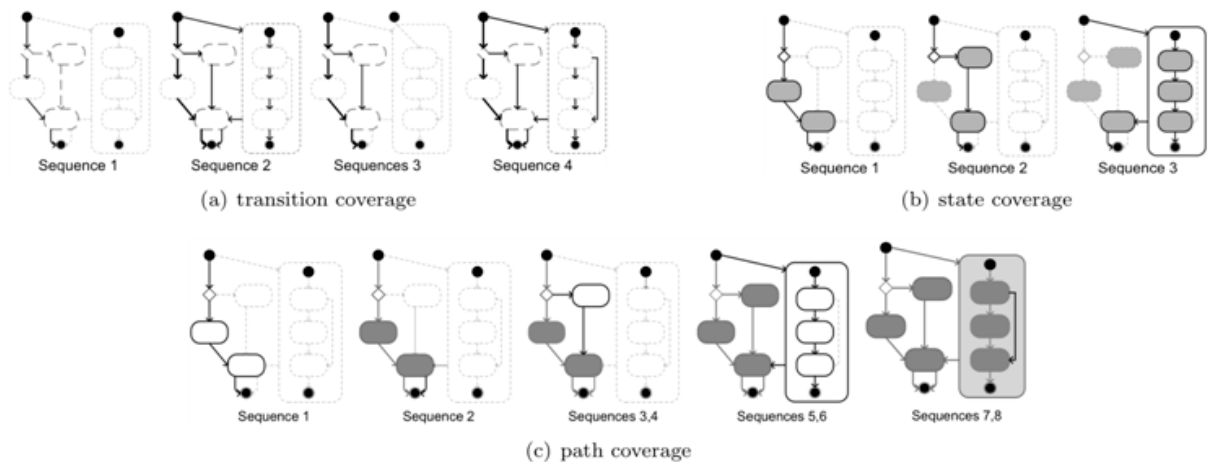 Sequence 1 Sequence 2 Sequences 3 Sequence 4
(a) transition coverage
Sequence 1 Sequence 2 Sequence 3
(b) state coverage
Sequence 1 Sequence 2 Sequences 3,4 Sequences 5,6 Sequences 7,8
(c) path coverage